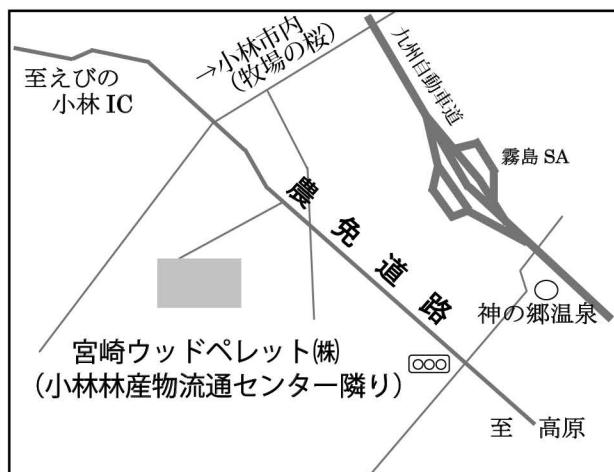 →小林市内
(牧場の桜)
九州自動車道
至えびの
小林 IC
霧島 SA
農免道路
神の郷温泉
宮崎ウッドペレット㈱
(小林林産物流通センター隣り)
至 高原